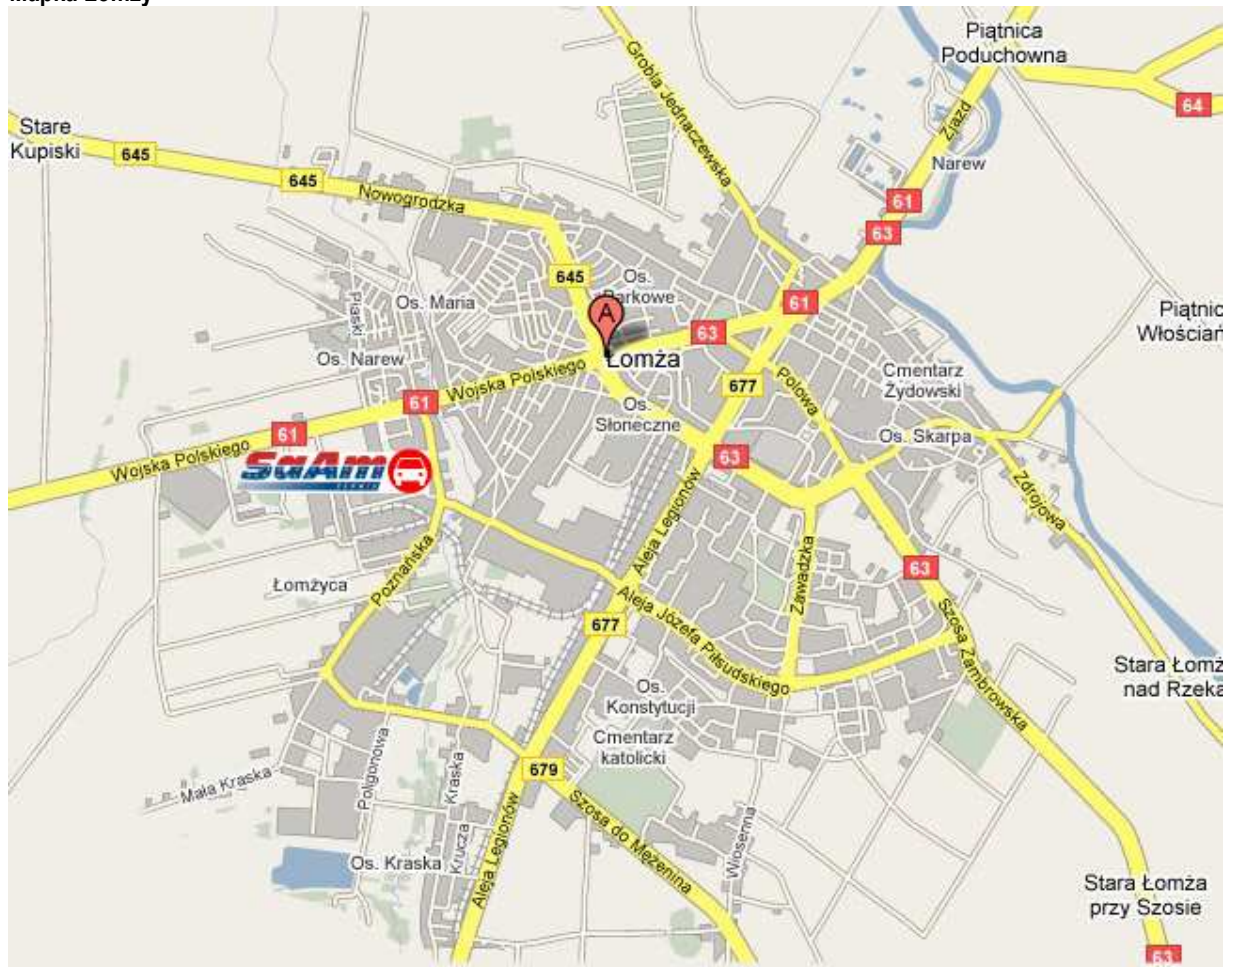 Mapka Łomży
Piątnica
Poduchowna
64
Stare
Kupiski
645
645
Nowogrodzka
Grobla Jednaczewska
Zjazd
Narew
61
63
645
Os.
Parkowe
61
Os. Maria
Piaski
A
63
Łomża
Os. Narew
Wojska Polskiego
Polowa
677
Cmentarz
Żydowski
61
Os.
Słoneczne
61
Wojska Polskiego
Os. Skarpa
63
SaAm
Zdrojowa
Aleja Legionów
Poznańska
Zawadzka
63
Łomżyca
Aleja Józefa Piłsudskiego
677
Szosa Zambrowska
Os.
Konstytucji
Stara Łomż
nad Rzeką
Cmentarz
katolicki
Poligonowa
Kraska
679
Mała Kraska
Szosa do Mężenina
Wiosenna
Krucza
Os. Kraska
Aleja Legionów
Piątnic
Włościań
Stara Łomża
przy Szosie
63